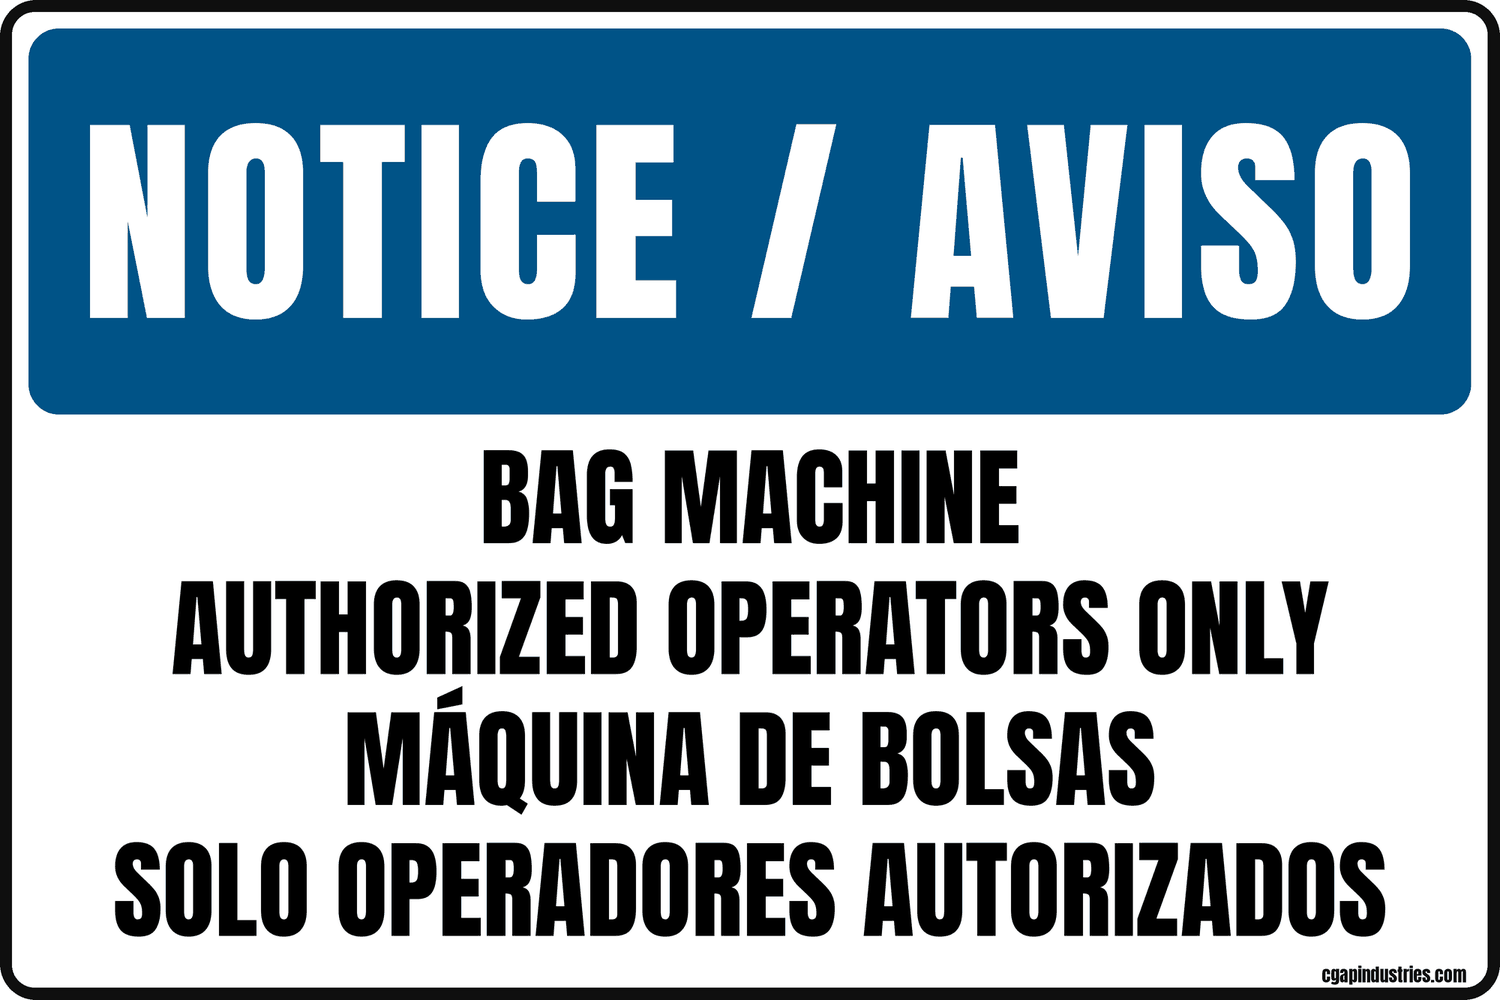 NOTICE / AVISO
BAG MACHINE
AUTHORIZED OPERATORS ONLY
MÁQUINA DE BOLSAS
SOLO OPERADORES AUTORIZADOS
cgapindustries.com